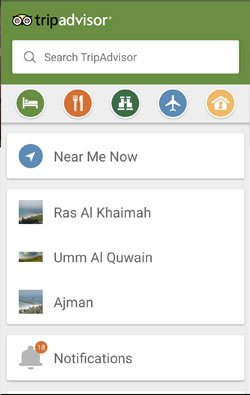 tripadvisor®
Search TripAdvisor
Near Me Now
Ras Al Khaimah
Umm Al Quwain
Ajman
18
Notifications